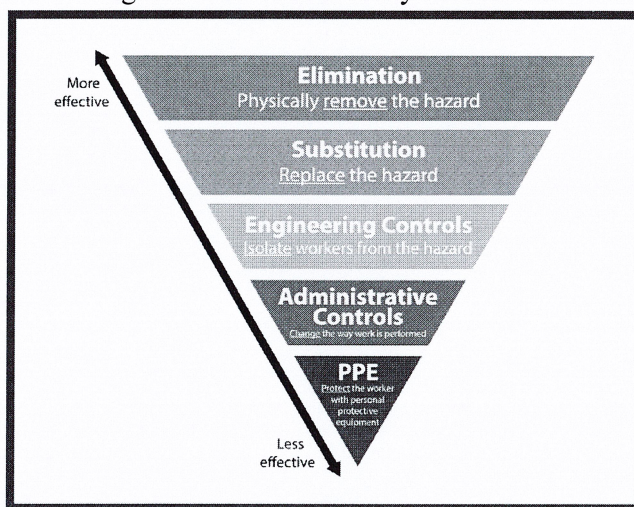 More
effective
Elimination
Physically remove the hazard
Substitution
Replace the hazard
Engineering Controls
Isolate workers from the hazard
Administrative
Controls
Change the way work is performed
PPE
Protect the worker
with personal
protective
equipment
Less
effective